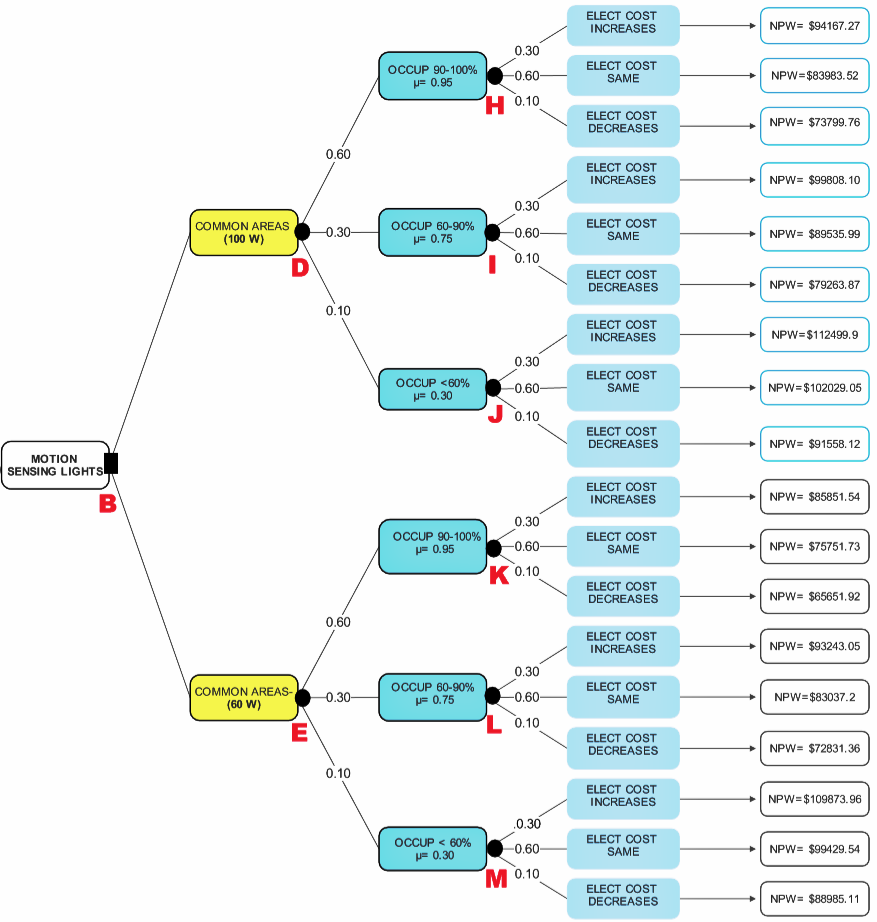 ELECT COST
INCREASES
NPW= $94167.27
0.30
OCCUP 90-100%
µ= 0.95
0.60
ELECT COST
SAME
NPW=$83983.52
H
0.10
ELECT COST
DECREASES
NPW= $73799.76
0.60
ELECT COST
INCREASES
NPW= $99808.10
0.30
COMMON AREAS
(100 W)
0.30
OCCUP 60-90%
µ= 0.75
0.60
ELECT COST
SAME
NPW= $89535.99
D
I
0.10
ELECT COST
DECREASES
NPW= $79263.87
0.10
ELECT COST
INCREASES
NPW= $112499.9
0.30
OCCUP <60%
µ= 0.30
0.60
ELECT COST
SAME
NPW=$102029.05
J
0.10
ELECT COST
DECREASES
NPW= $91558.12
MOTION
SENSING LIGHTS
B
ELECT COST
INCREASES
NPW= $85851.54
0.30
OCCUP 90-100%
µ= 0.95
0.60
ELECT COST
SAME
NPW= $75751.73
K
0.10
ELECT COST
DECREASES
NPW= $65651.92
0.60
ELECT COST
INCREASES
NPW= $93243.05
0.30
COMMON AREAS-
(60 W)
0.30
OCCUP 60-90%
µ= 0.75
0.60
ELECT COST
SAME
NPW=$83037.2
E
L
0.10
ELECT COST
DECREASES
NPW= $72831.36
0.10
ELECT COST
INCREASES
NPW=$109873.96
.0.30
OCCUP < 60%
µ= 0.30
0.60
ELECT COST
SAME
NPW= $99429.54
M
0.10
ELECT COST
DECREASES
NPW= $88985.11